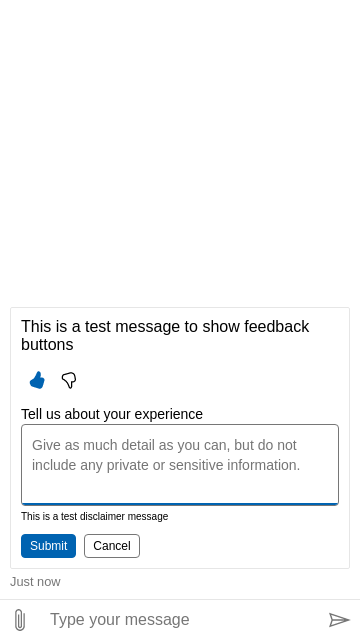 This is a test message to show feedback
buttons
Tell us about your experience
Give as much detail as you can, but do not
include any private or sensitive information.
This is a test disclaimer message
Submit Cancel
Just now
Type your message